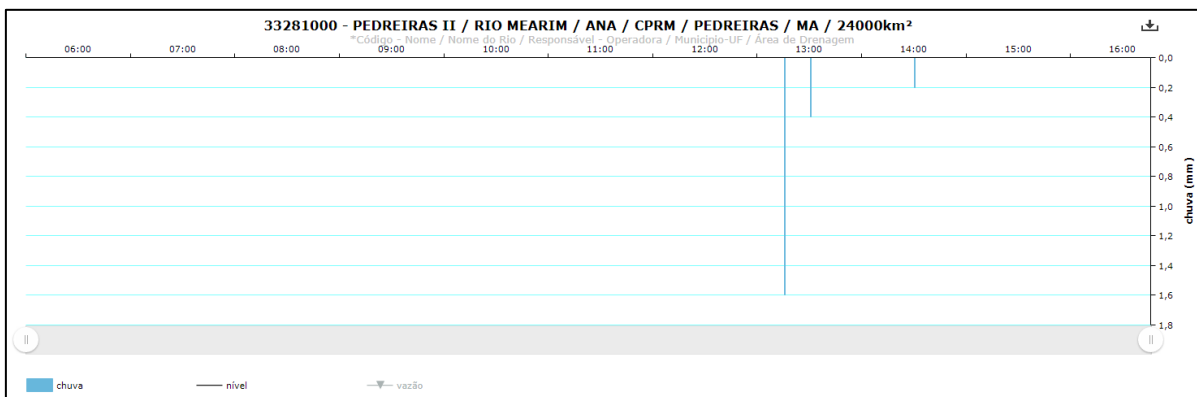 33281000 - PEDREIRAS II / RIO MEARIM / ANA / CPRM / PEDREIRAS / MA / 24000km²
*Código - Nome / Nome do Rio / Responsável - Operadora / Município-UF / Área de Drenagem
06:00 07:00 08:00 09:00 10:00 11:00 12:00 13:00 14:00 15:00 16:00
0,0
0,2
0,4
0,6
0,8
1,0
1,2
1,4
1,6
1,8
chuva (mm)
chuva nível vazão